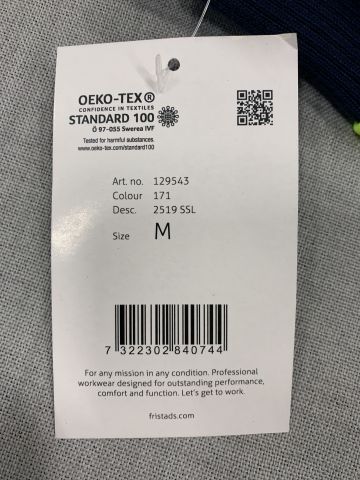 OEKO-TEX®
CONFIDENCE IN TEXTILES
STANDARD 100
Ö 97-055 Swerea IVF
Tested for harmful substances.
www.oeko-tex.com/standard100
Art. no. 129543
Colour 171
Desc. 2519 SSL
Size M
7 322302 840744
For any mission in any condition. Professional
workwear designed for outstanding performance,
comfort and function. Let's get to work.
fristads.com